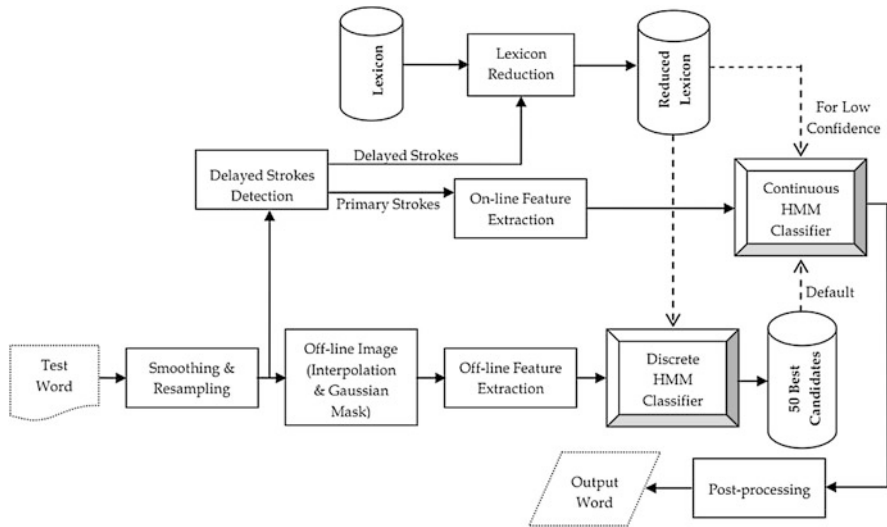 Lexicon
Lexicon
Reduction
Reduced
Lexicon
For Low
Confidence
Delayed Strokes
Delayed Strokes
Detection
Primary Strokes
On-line Feature
Extraction
Continuous
HMM
Classifier
Default
Test
Word
Smoothing &
Resampling
Off-line Image
(Interpolation
& Gaussian
Mask)
Off-line Feature
Extraction
Discrete
HMM
Classifier
50 Best
Candidates
Output
Word
Post-processing